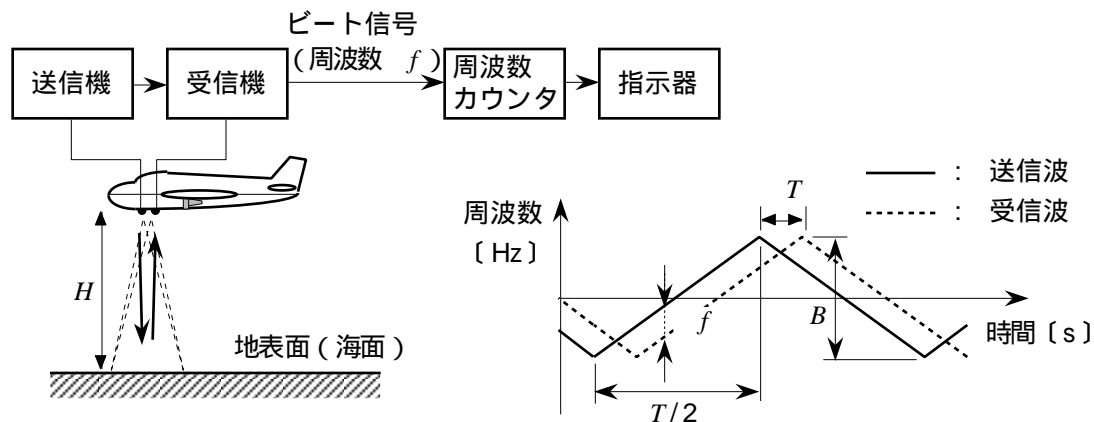 ビート信号
(周波数 f)
送信機
受信機
周波数
カウンタ
指示器
H
地表面(海面)
周波数
〔Hz〕
T
: 送信波
: 受信波
f
B
時間〔s〕
T/2